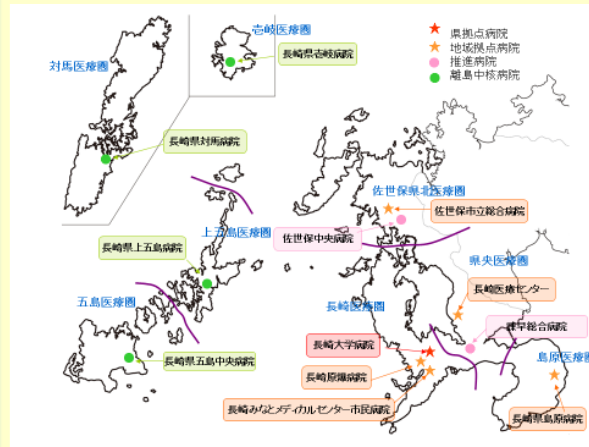 壱岐医療圏
長崎県壱岐病院
対馬医療圏
長崎県対馬病院
県拠点病院
地域拠点病院
推進病院
離島中核病院
佐世保県北医療圏
佐世保市立総合病院
佐世保中央病院
上五島医療圏
長崎県上五島病院
県央医療圏
長崎医療センター
五島医療圏
長崎医療圏
諫早総合病院
長崎大学病院
島原医療圏
長崎県五島中央病院
長崎原爆病院
長崎みなとメディカルセンター市民病院
長崎県島原病院